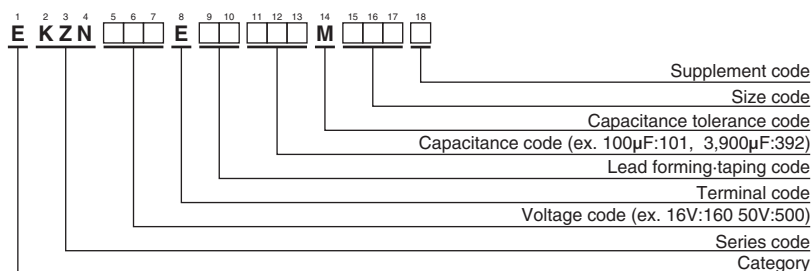 1 2 3 4 5 6 7 8 9 10 11 12 13 14 15 16 17 18
E K Z N □□□ E □□ □□□ M □□□ □
Supplement code
Size code
Capacitance tolerance code
Capacitance code (ex. 100μF:101, 3,900μF:392)
Lead forming·taping code
Terminal code
Voltage code (ex. 16V:160 50V:500)
Series code
Category